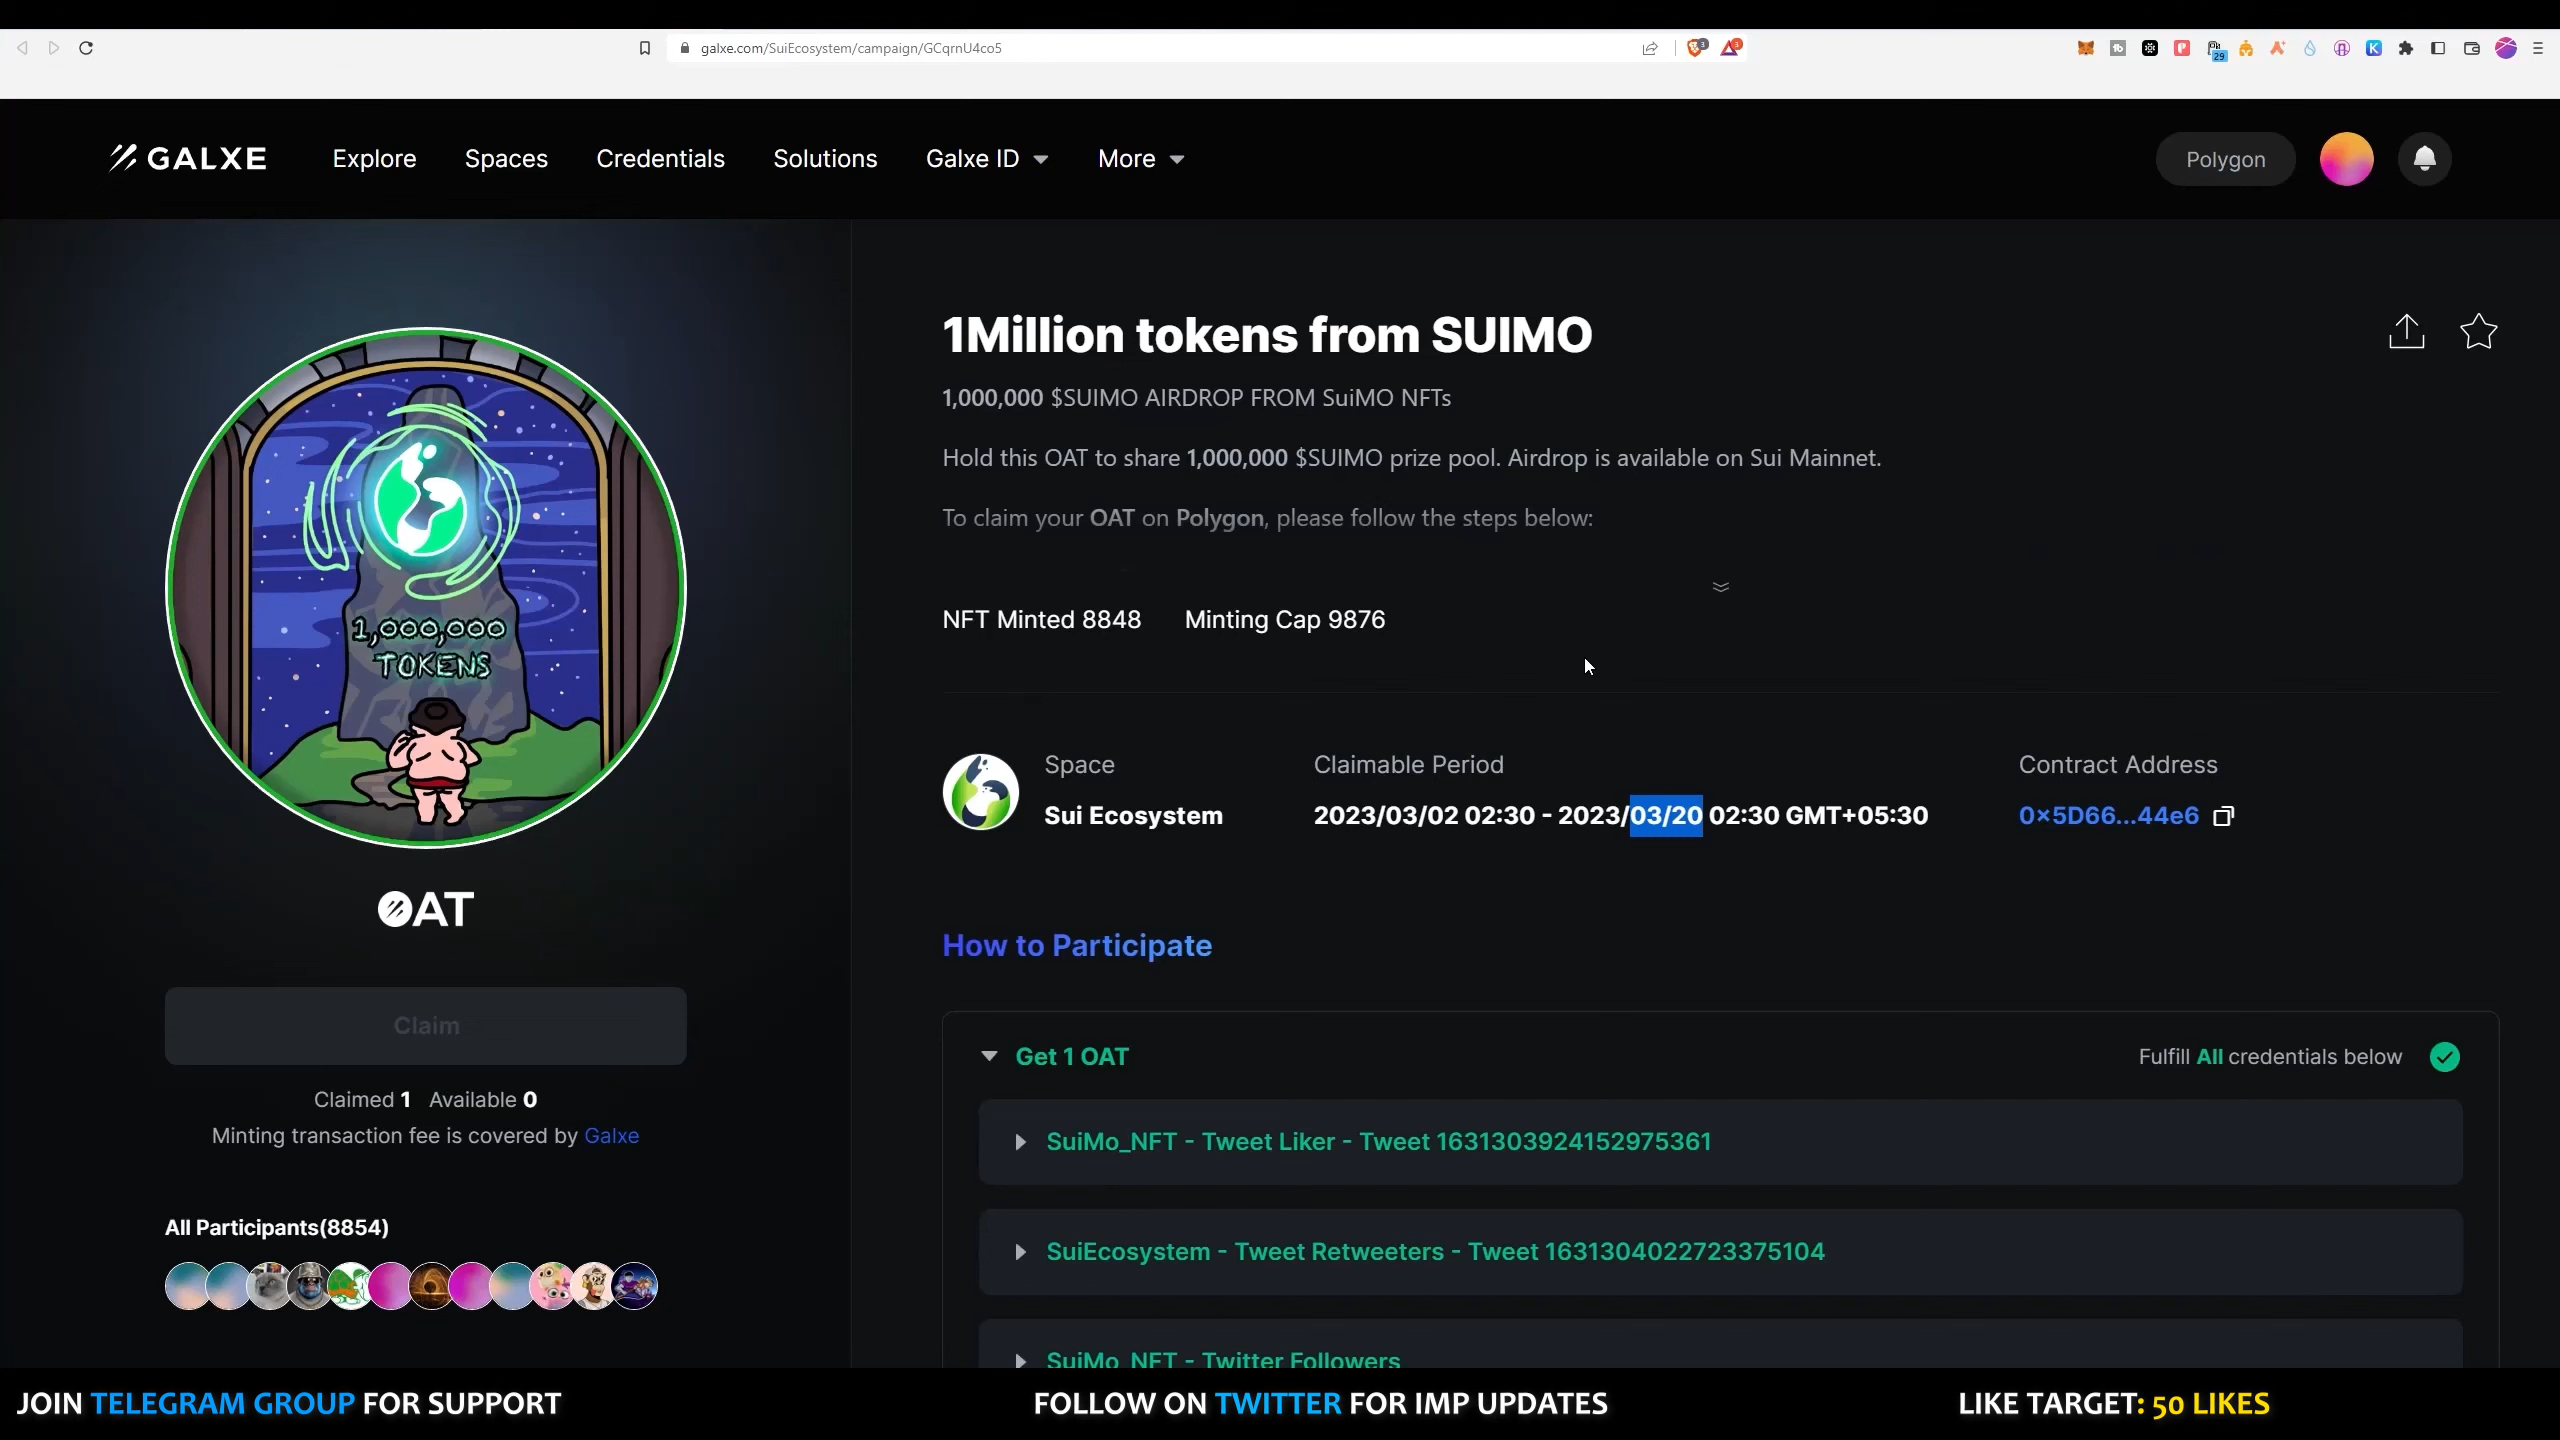 galxe.com/SuiEcosystem/campaign/GCqrnU4co5
GALXE
Explore
Spaces
Credentials
Solutions
Galxe ID
More
Polygon
1,000,000
TOKENS
OAT
Claim
Claimed 1 Available 0
Minting transaction fee is covered by Galxe
All Participants(8854)
1Million tokens from SUIMO
1,000,000 $SUIMO AIRDROP FROM SuiMO NFTs
Hold this OAT to share 1,000,000 $SUIMO prize pool. Airdrop is available on Sui Mainnet.
To claim your OAT on Polygon, please follow the steps below:
NFT Minted 8848 Minting Cap 9876
Space
Sui Ecosystem
Claimable Period
2023/03/02 02:30 - 2023/03/20 02:30 GMT+05:30
Contract Address
0x5D66...44e6
How to Participate
Get 1 OAT
Fulfill All credentials below
SuiMo_NFT - Tweet Liker - Tweet 1631303924152975361
SuiEcosystem - Tweet Retweeters - Tweet 1631304022723375104
SuiMo_NFT - Twitter Followers
JOIN TELEGRAM GROUP FOR SUPPORT
FOLLOW ON TWITTER FOR IMP UPDATES
LIKE TARGET: 50 LIKES